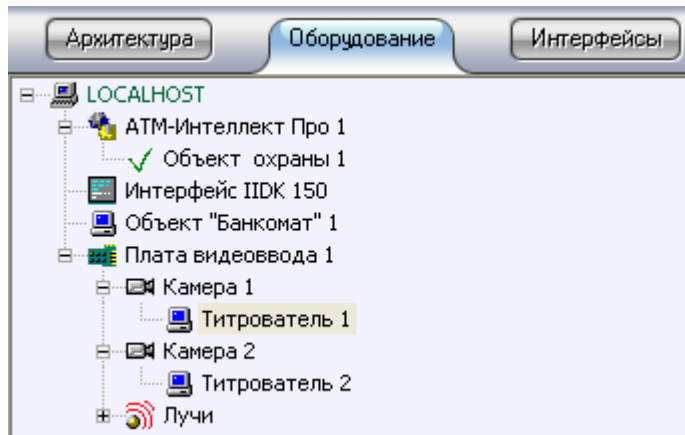 Архитектура Оборудование Интерфейсы
LOCALHOST
АТМ-Интеллект Про 1
Объект охраны 1
Интерфейс IIDK 150
Объект "Банкомат" 1
Плата видеоввода 1
Камера 1
Титрователь 1
Камера 2
Титрователь 2
Лучи